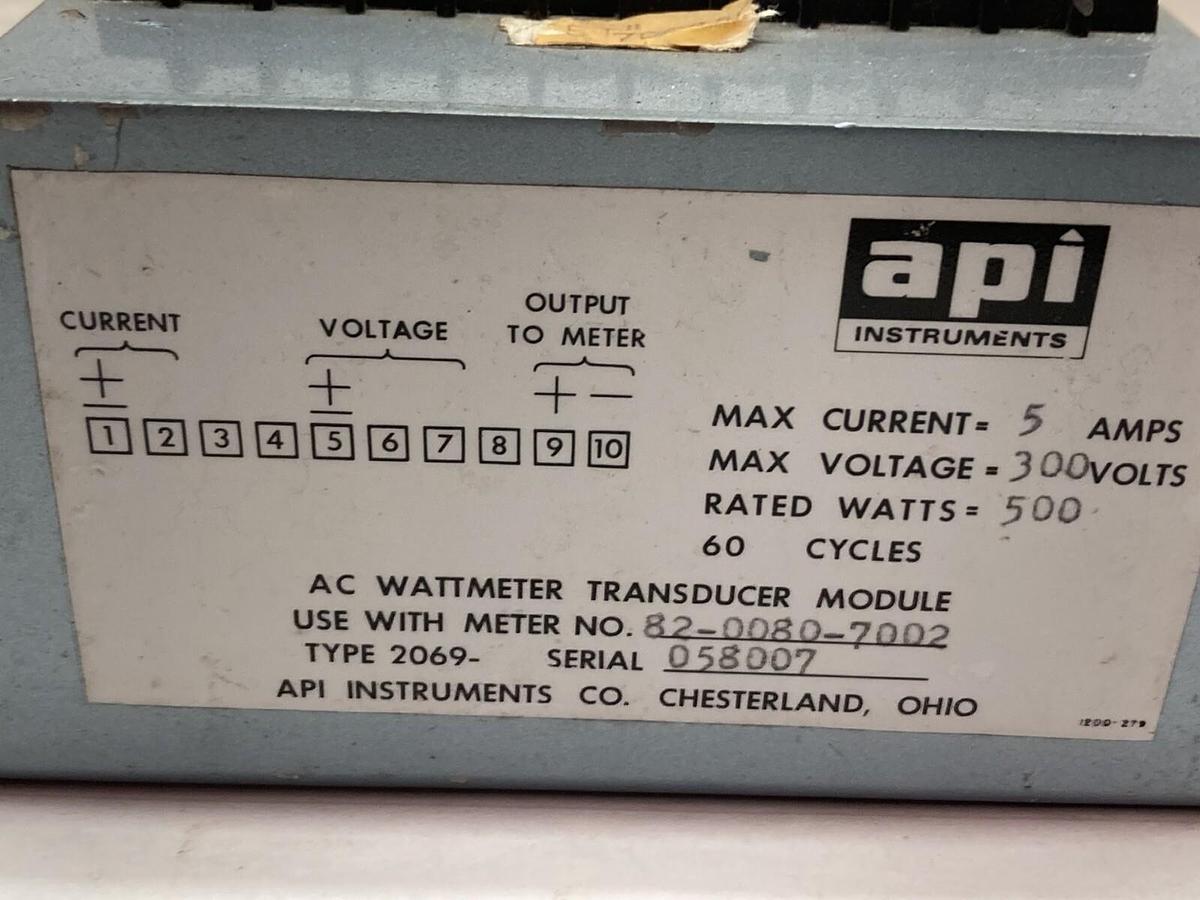 api
INSTRUMENTS
CURRENT
VOLTAGE
OUTPUT
TO METER
± ± + −
1 2 3 4 5 6 7 8 9 10
MAX CURRENT= 5 AMPS
MAX VOLTAGE = 300 VOLTS
RATED WATTS= 500
60 CYCLES
AC WATTMETER TRANSDUCER MODULE
USE WITH METER NO. 82-0080-7002
TYPE 2069- SERIAL 058007
API INSTRUMENTS CO. CHESTERLAND, OHIO
1200-279